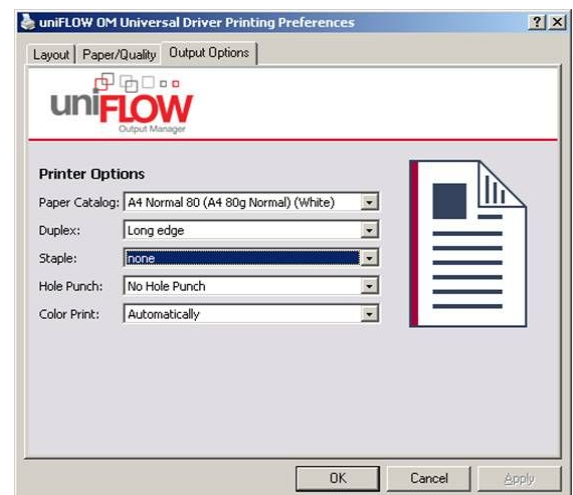 uniFLOW OM Universal Driver Printing Preferences ? X
Layout Paper/Quality Output Options
uniFLOW
Output Manager
Printer Options
Paper Catalog: A4 Normal 80 (A4 80g Normal) (White)
Duplex: Long edge
Staple: none
Hole Punch: No Hole Punch
Color Print: Automatically
OK Cancel Apply